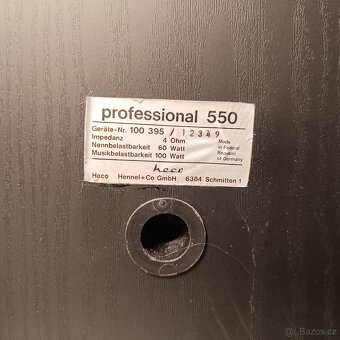 professional 550
Geräte-Nr. 100 395 / 12349
Impedanz 4 Ohm
Nennbelastbarkeit 60 Watt
Musikbelastbarkeit 100 Watt
Made
in Federal
Republic
of Germany
heco
Heco Hennel+Co GmbH 6384 Schmitten 1
Bazos.cz